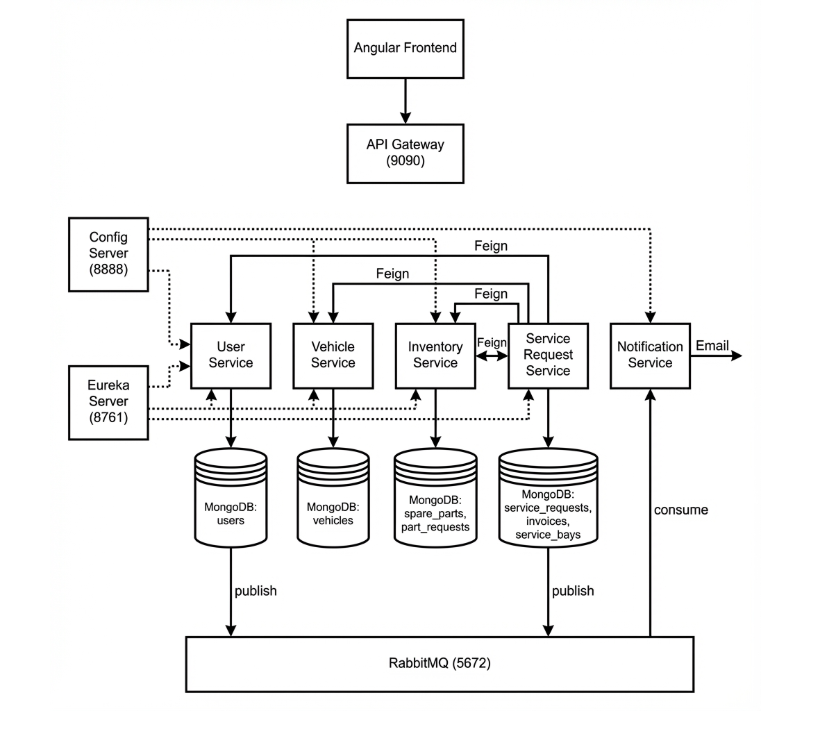 Angular Frontend
API Gateway
(9090)
Config
Server
(8888)
Feign
Feign
Feign
User
Service
Vehicle
Service
Inventory
Service
Feign
Service
Request
Service
Notification
Service
Email
Eureka
Server
(8761)
MongoDB:
users
MongoDB:
vehicles
MongoDB:
spare_parts,
part_requests
MongoDB:
service_requests,
invoices,
service_bays
consume
publish
publish
RabbitMQ (5672)